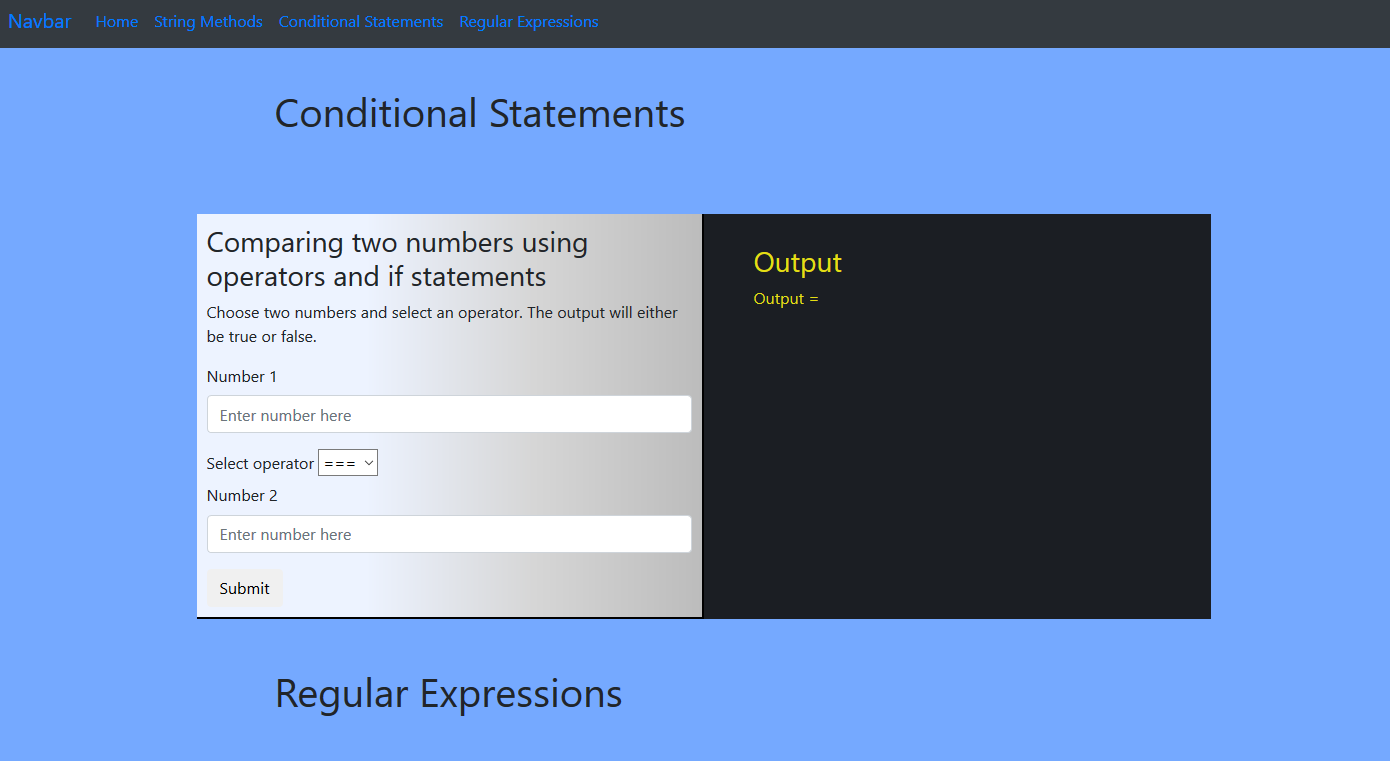 Navbar Home String Methods Conditional Statements Regular Expressions
Conditional Statements
Comparing two numbers using
operators and if statements
Choose two numbers and select an operator. The output will either
be true or false.
Number 1
Enter number here
Select operator ===
Number 2
Enter number here
Submit
Output
Output =
Regular Expressions